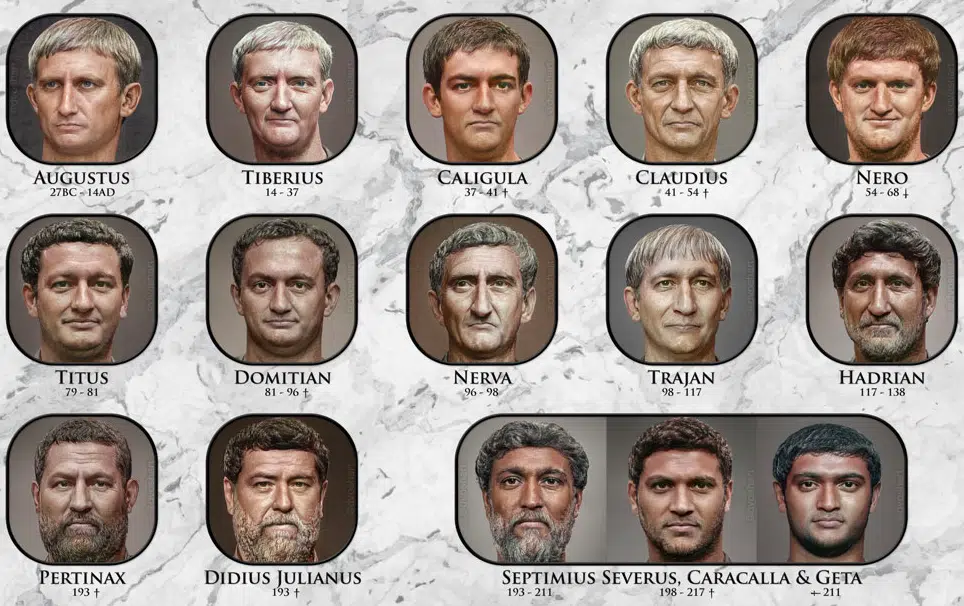 AUGUSTUS
27BC - 14AD
TIBERIUS
14 - 37
CALIGULA
37 - 41 †
CLAUDIUS
41 - 54 †
NERO
54 - 68 ⸸
TITUS
79 - 81
DOMITIAN
81 - 96 †
NERVA
96 - 98
TRAJAN
98 - 117
HADRIAN
117 - 138
PERTINAX
193 †
DIDIUS JULIANUS
193 †
SEPTIMIUS SEVERUS, CARACALLA & GETA
193 - 211 198 - 217 † ⸸ 211